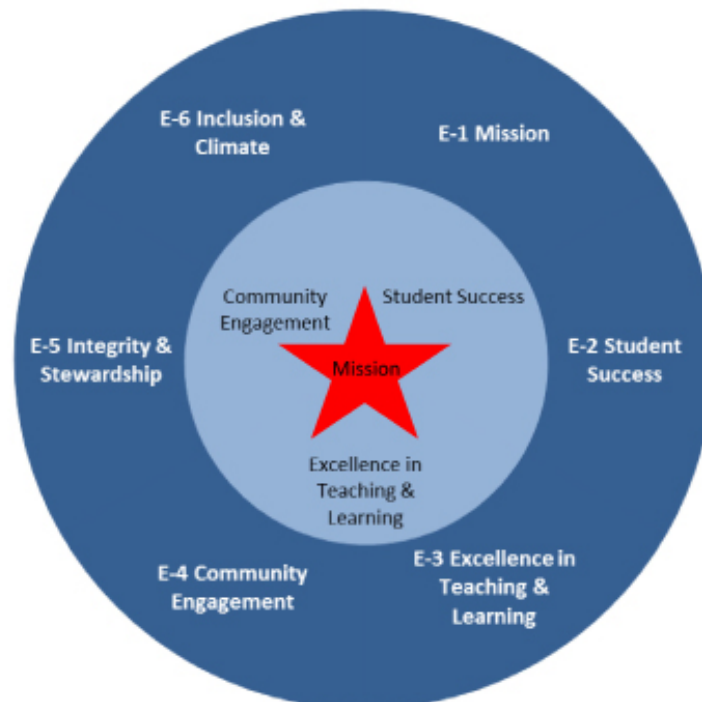 E-6 Inclusion &
Climate
E-1 Mission
Community
Engagement
Student Success
E-5 Integrity &
Stewardship
Mission
E-2 Student
Success
Excellence in
Teaching &
Learning
E-4 Community
Engagement
E-3 Excellence in
Teaching &
Learning